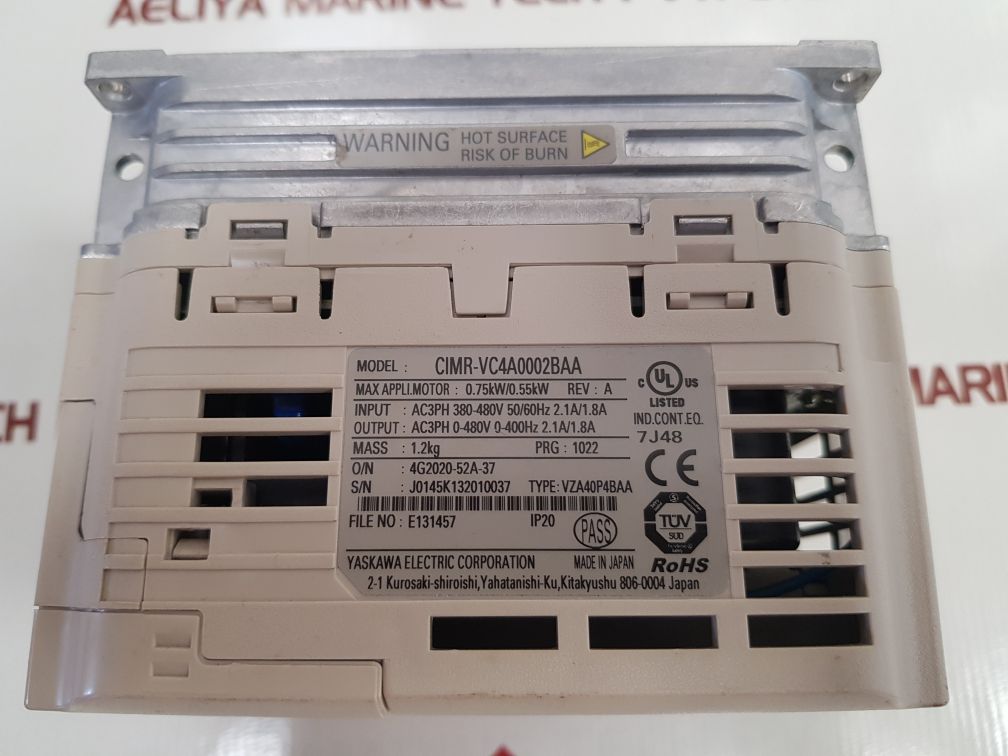 AELIYA MARINE TECH
WARNING HOT SURFACE
RISK OF BURN
MODEL : CIMR-VC4A0002BAA
MAX APPLI.MOTOR : 0.75kW/0.55kW REV : A
INPUT : AC3PH 380-480V 50/60Hz 2.1A/1.8A
OUTPUT : AC3PH 0-480V 0-400Hz 2.1A/1.8A
MASS : 1.2kg PRG : 1022
O/N : 4G2020-52A-37
S/N : J0145K132010037 TYPE : VZA40P4BAA
FILE NO : E131457 IP20 PASS
YASKAWA ELECTRIC CORPORATION MADE IN JAPAN
2-1 Kurosaki-shiroishi,Yahatanishi-Ku,Kitakyushu 806-0004 Japan
C UL US
LISTED
IND.CONT.EQ.
7J48
CE
TÜV
SÜD
RoHS
CH
MARINE